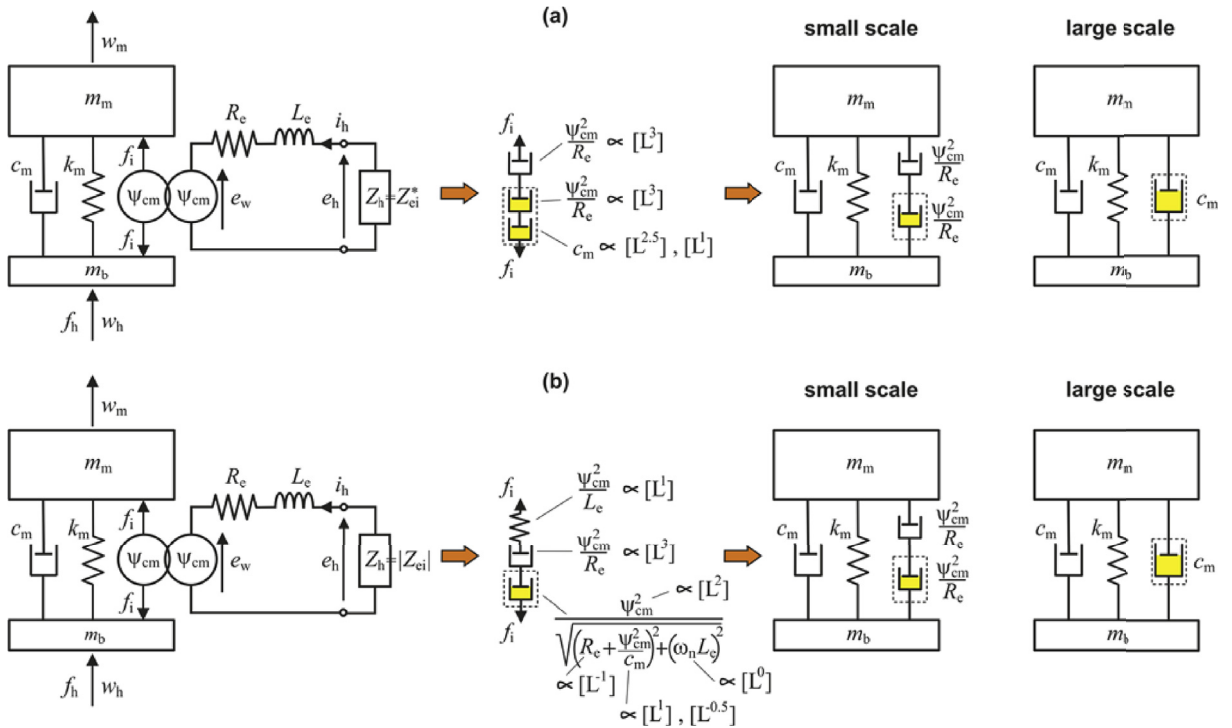 (a)
small scale
large scale
w_m
m_m
R_e
L_e
i_h
c_m
k_m
f_i
Ψ_cm
Ψ_cm
e_w
e_h
Z_h=Z*_ei
f_i
m_b
f_h
w_h
f_i
Ψ²_cm/R_e ∝ [L³]
Ψ²_cm/R_e ∝ [L³]
c_m ∝ [L^2.5] , [L¹]
f_i
m_m
c_m
k_m
Ψ²_cm/R_e
Ψ²_cm/R_e
m_b
m_m
c_m
k_m
c_m
m_b
(b)
small scale
large scale
w_m
m_m
R_e
L_e
i_h
c_m
k_m
f_i
Ψ_cm
Ψ_cm
e_w
e_h
Z_h=|Z_ei|
f_i
m_b
f_h
w_h
f_i
Ψ²_cm/L_e ∝ [L¹]
Ψ²_cm/R_e ∝ [L³]
∝ [L²]
f_i
Ψ²_cm/√((R_e+Ψ²_cm/c_m)²+(ω_n L_e)²)
∝ [L⁻¹]
∝ [L⁰]
∝ [L¹] , [L^-0.5]
m_m
c_m
k_m
Ψ²_cm/R_e
Ψ²_cm/R_e
m_b
m_m
c_m
k_m
c_m
m_b